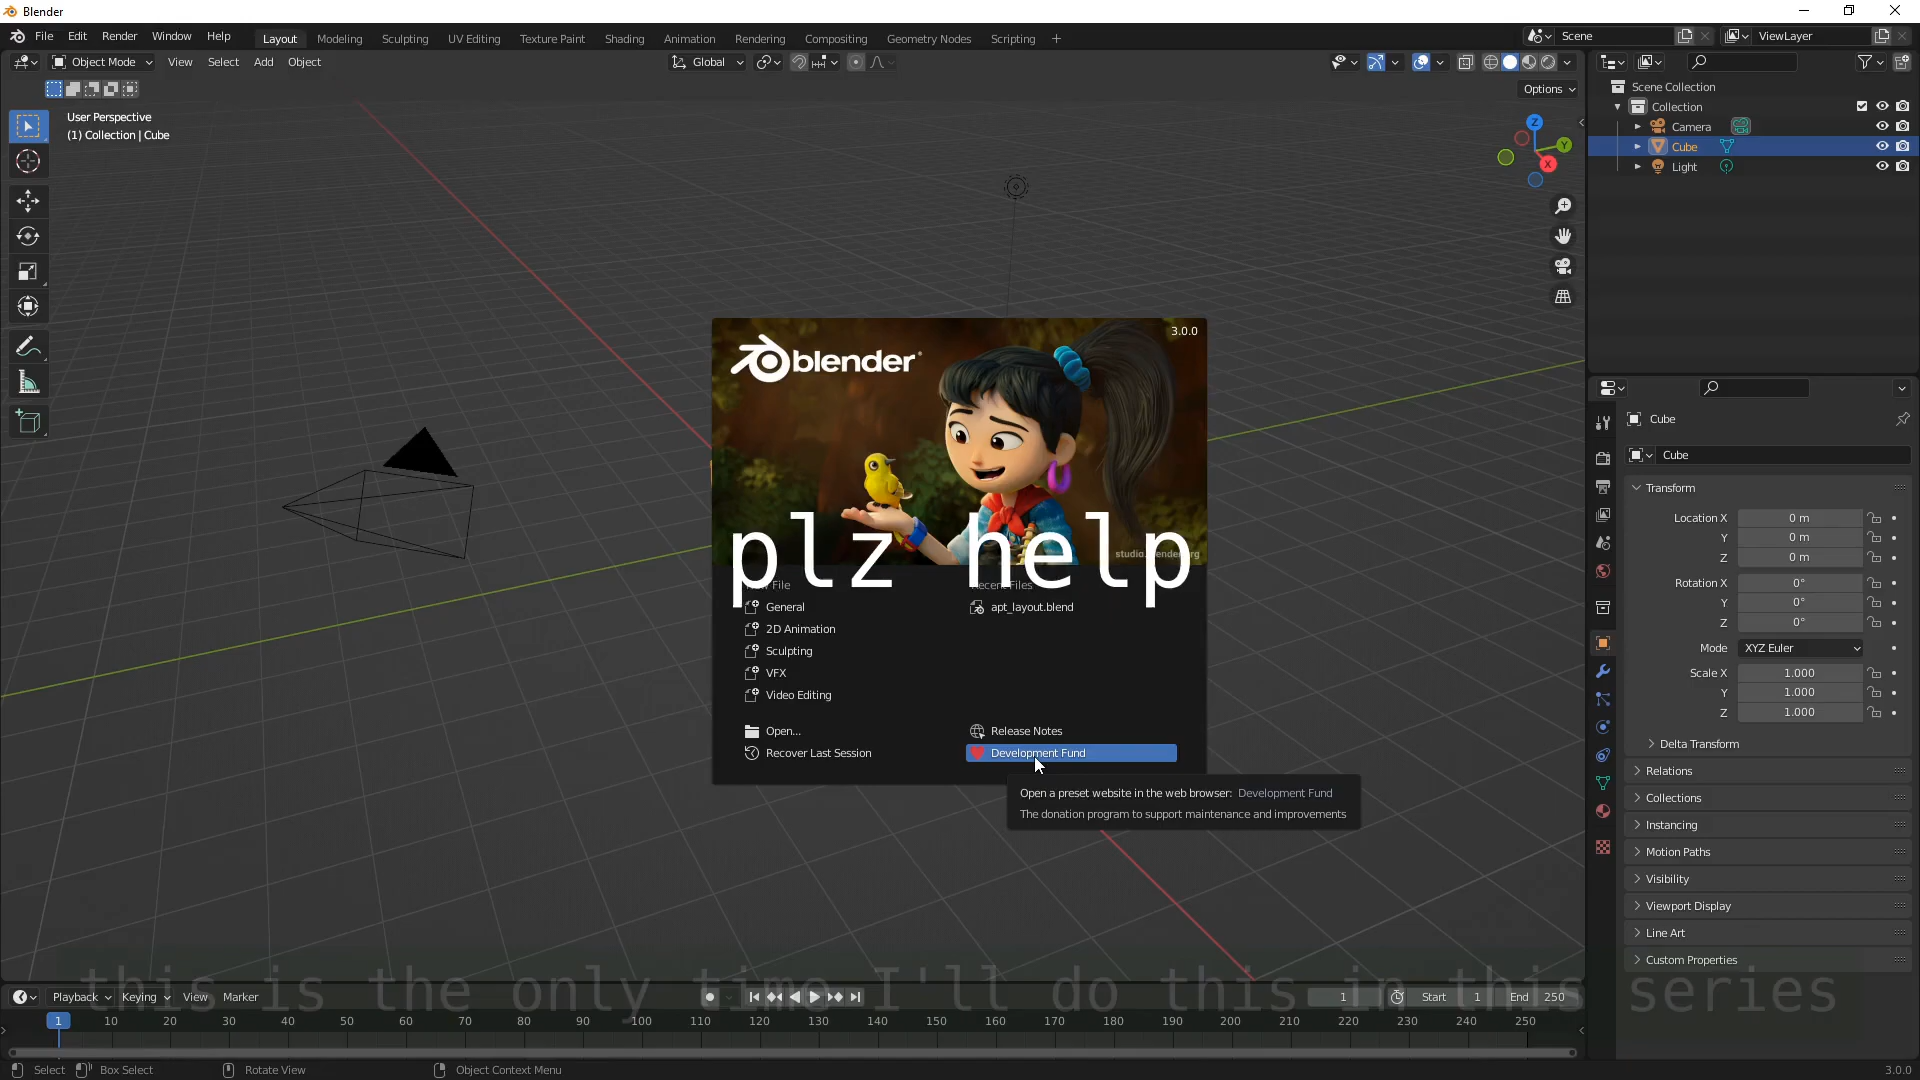 Blender
File Edit Render Window Help Layout Modeling Sculpting UV Editing Texture Paint Shading Animation Rendering Compositing Geometry Nodes Scripting + Scene ViewLayer
Object Mode View Select Add Object Global
Options
User Perspective
(1) Collection | Cube
Z
Y
X
Scene Collection
Collection
Camera
Cube
Light
3.0.0
blender
studio.blender.org
plz help
New File Recent Files
General apt_layout.blend
2D Animation
Sculpting
VFX
Video Editing
Open... Release Notes
Recover Last Session Development Fund
Open a preset website in the web browser: Development Fund
The donation program to support maintenance and improvements
Cube
Cube
Transform
Location X 0 m
Y 0 m
Z 0 m
Rotation X 0°
Y 0°
Z 0°
Mode XYZ Euler
Scale X 1.000
Y 1.000
Z 1.000
Delta Transform
Relations
Collections
Instancing
Motion Paths
Visibility
Viewport Display
Line Art
Custom Properties
this is the only time I'll do this in this series
Playback Keying View Marker 1 Start 1 End 250
1 10 20 30 40 50 60 70 80 90 100 110 120 130 140 150 160 170 180 190 200 210 220 230 240 250
Select Box Select Rotate View Object Context Menu 3.0.0